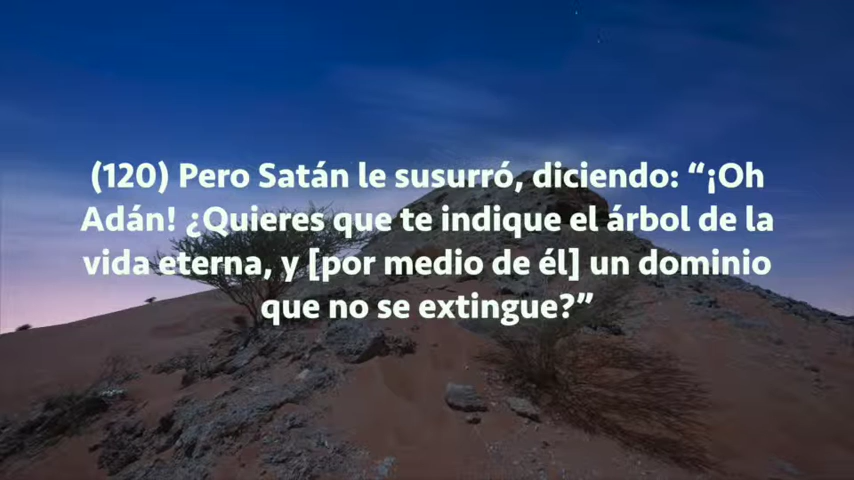 (120) Pero Satán le susurró, diciendo: “¡Oh
Adán! ¿Quieres que te indique el árbol de la
vida eterna, y [por medio de él] un dominio
que no se extingue?”